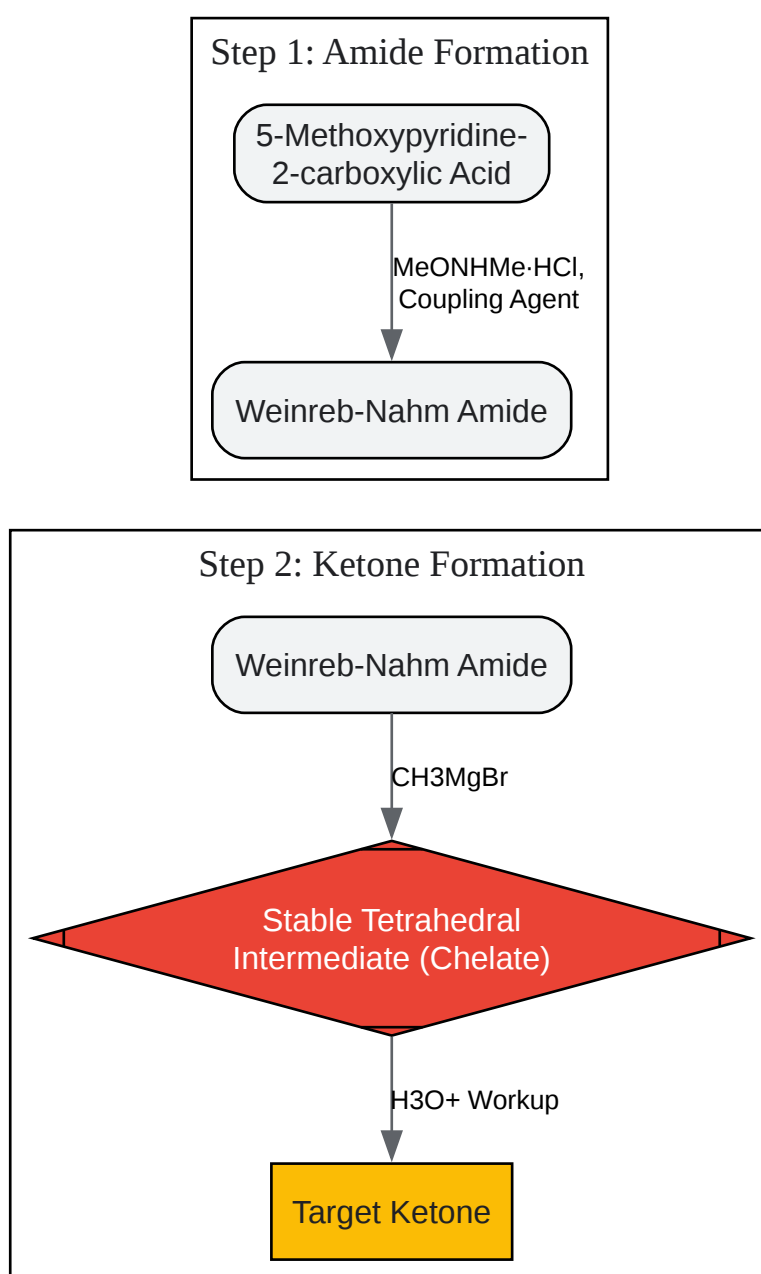 Step 1: Amide Formation
5-Methoxypyridine-
2-carboxylic Acid
MeONHMe·HCl,
Coupling Agent
Weinreb-Nahm Amide
Step 2: Ketone Formation
Weinreb-Nahm Amide
CH3MgBr
Stable Tetrahedral
Intermediate (Chelate)
H3O+ Workup
Target Ketone